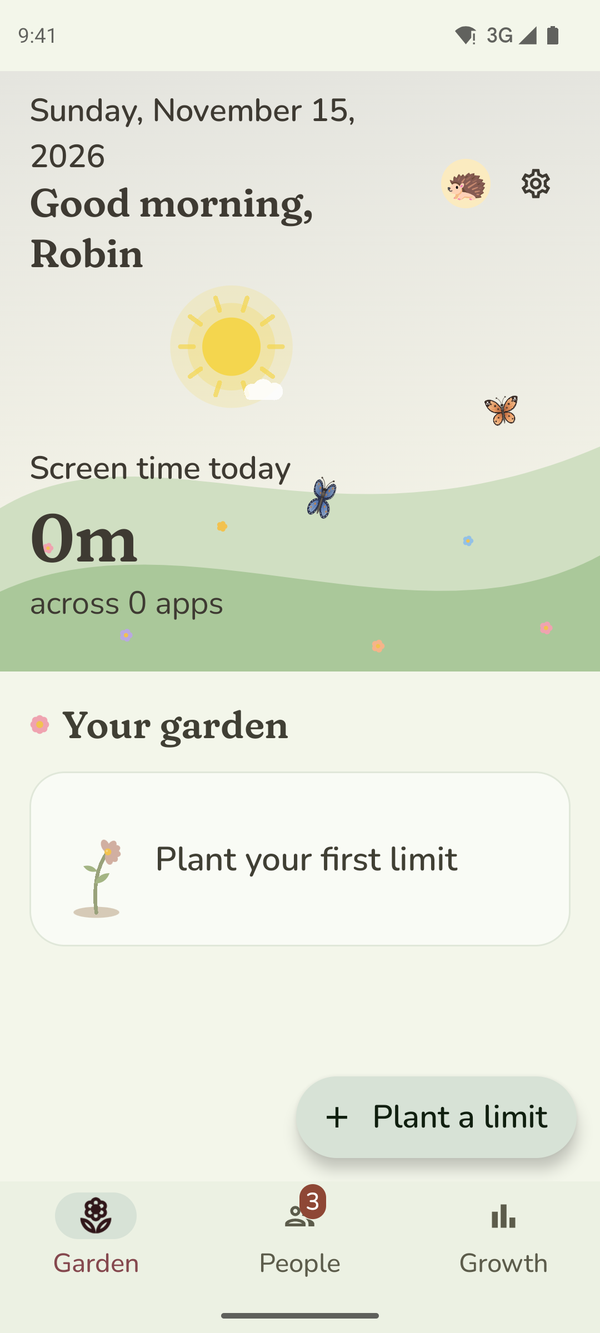 9:41
3G
Sunday, November 15,
2026
Good morning,
Robin
Screen time today
0m
across 0 apps
Your garden
Plant your first limit
+ Plant a limit
3
Garden
People
Growth